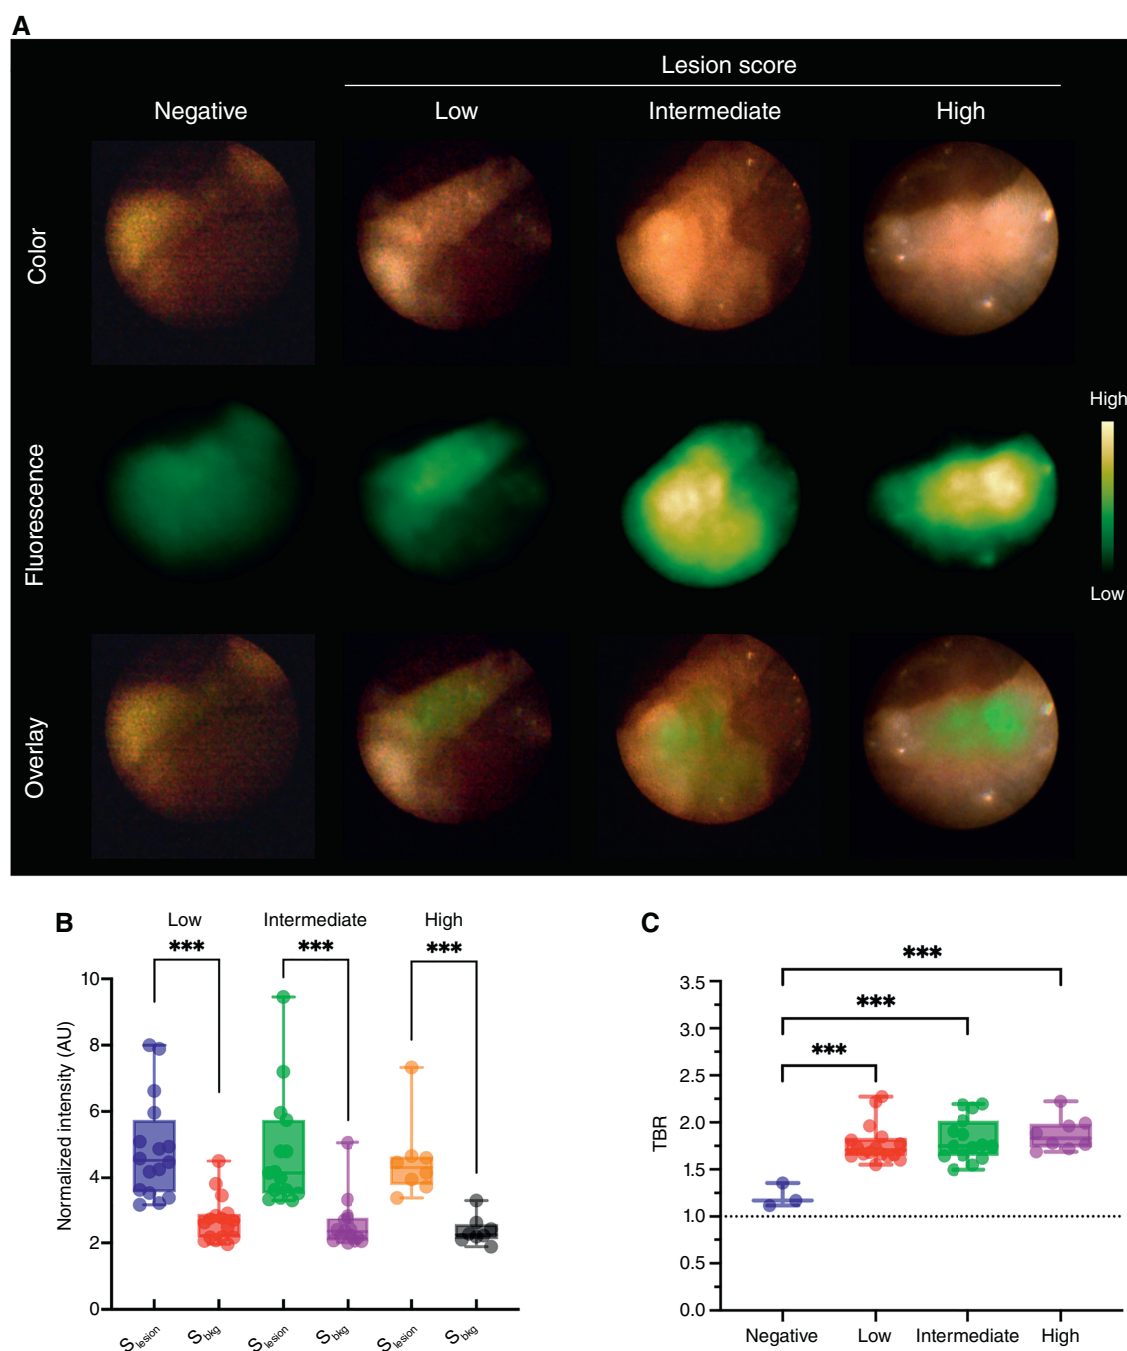 A
Lesion score
Negative Low Intermediate High
Color
Fluorescence
High
Low
Overlay
B
Low Intermediate High
*** *** ***
Normalized intensity (AU)
10
8
6
4
2
0
Slesion Sbkg Slesion Sbkg Slesion Sbkg
C
***
***
***
TBR
3.5
3.0
2.5
2.0
1.5
1.0
0.5
0.0
Negative Low Intermediate High